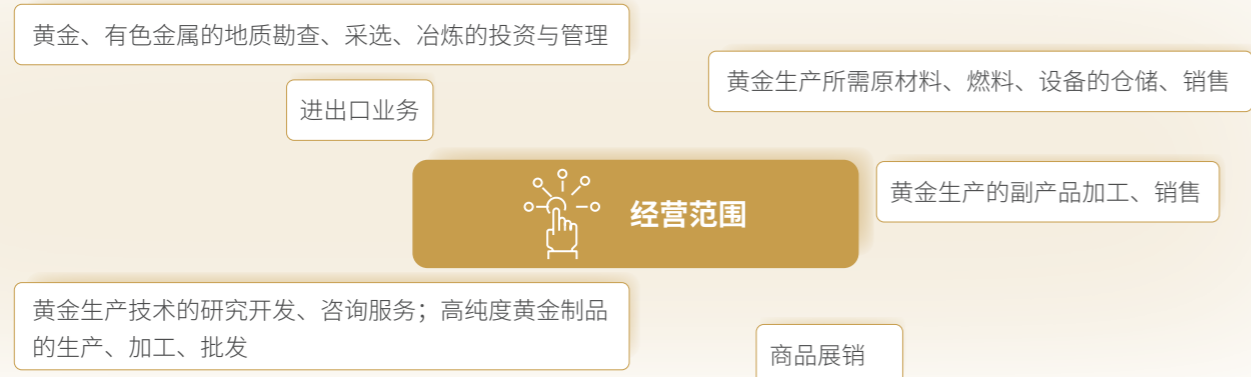 黄金、有色金属的地质勘查、采选、冶炼的投资与管理
黄金生产所需原材料、燃料、设备的仓储、销售
进出口业务
经营范围
黄金生产的副产品加工、销售
黄金生产技术的研究开发、咨询服务；高纯度黄金制品
的生产、加工、批发
商品展销